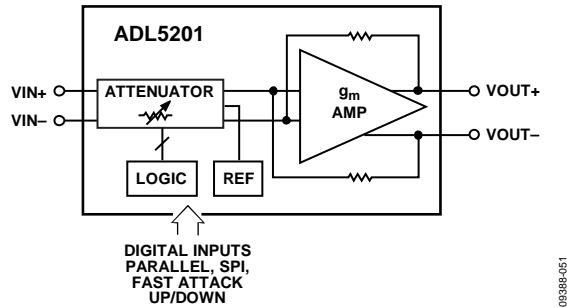 ADL5201
VIN+
VIN–
ATTENUATOR
LOGIC
REF
gm
AMP
VOUT+
VOUT–
DIGITAL INPUTS
PARALLEL, SPI,
FAST ATTACK
UP/DOWN
09388-051